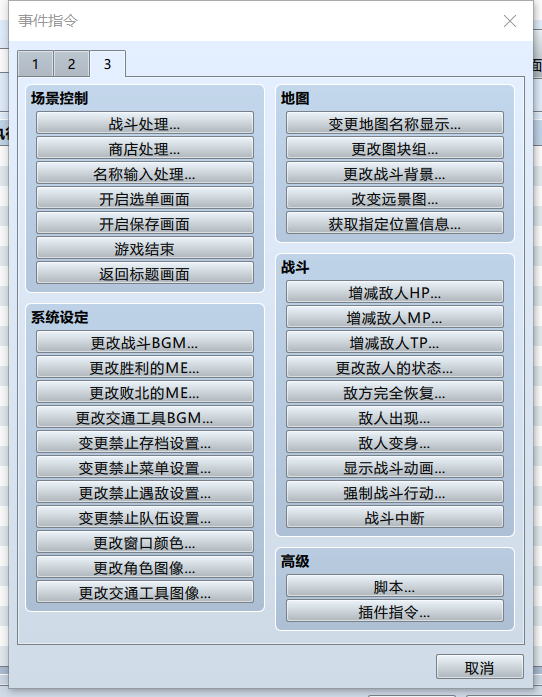 事件指令
1
2
3
场景控制
战斗处理...
商店处理...
名称输入处理...
开启选单画面
开启保存画面
游戏结束
返回标题画面
系统设定
更改战斗BGM...
更改胜利的ME...
更改败北的ME...
更改交通工具BGM...
变更禁止存档设置...
变更禁止菜单设置...
更改禁止遇敌设置...
变更禁止队伍设置...
更改窗口颜色...
更改角色图像...
更改交通工具图像...
地图
变更地图名称显示...
更改图块组...
更改战斗背景...
改变远景图...
获取指定位置信息...
战斗
增减敌人HP...
增减敌人MP...
增减敌人TP...
更改敌人的状态...
敌方完全恢复...
敌人出现...
敌人变身...
显示战斗动画...
强制战斗行动...
战斗中断
高级
脚本...
插件指令...
取消
面